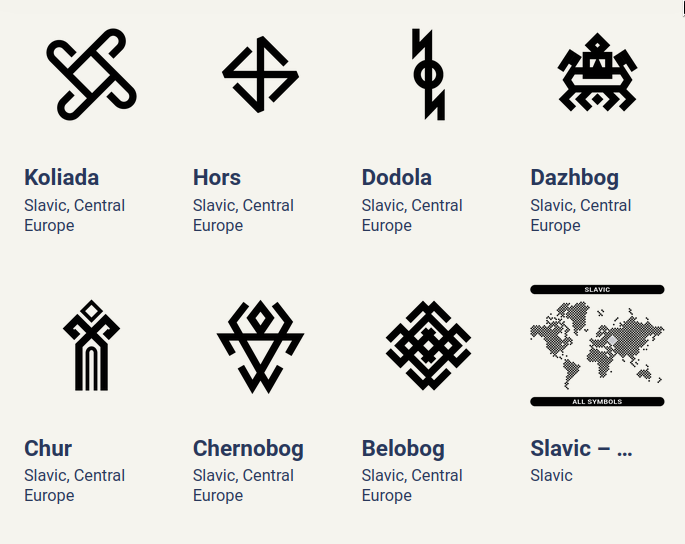 Koliada
Hors
Dodola
Dazhbog
Slavic, Central
Europe
Slavic, Central
Europe
Slavic, Central
Europe
Slavic, Central
Europe
SLAVIC
ALL SYMBOLS
Chur
Chernobog
Belobog
Slavic – ...
Slavic, Central
Europe
Slavic, Central
Europe
Slavic, Central
Europe
Slavic